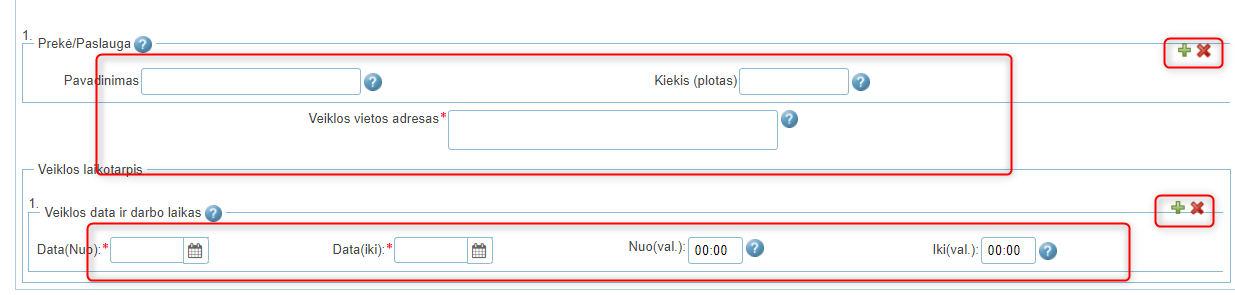 1.
Prekė/Paslauga ?
Pavadinimas ? Kiekis (plotas) ?
Veiklos vietos adresas* ?
Veiklos laikotarpis
1.
Veiklos data ir darbo laikas ?
Data(Nuo):* Data(iki):* Nuo(val.): 00:00 ? Iki(val.): 00:00 ?